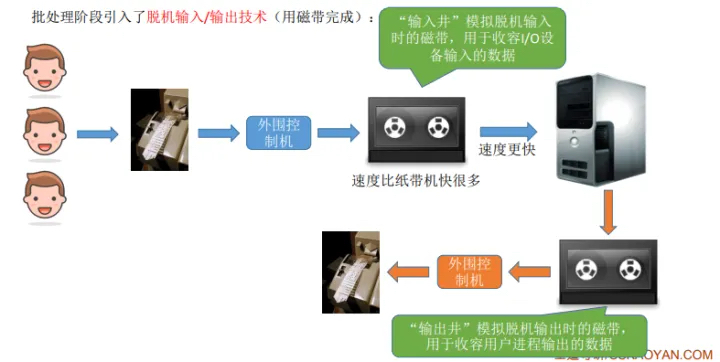 批处理阶段引入了脱机输入/输出技术（用磁带完成）：
“输入井”模拟脱机输入
时的磁带，用于收容I/O设
备输入的数据
外围控
制机
速度更快
速度比纸带机快很多
外围控
制机
“输出井”模拟脱机输出时的磁带，
用于收容用户进程输出的数据